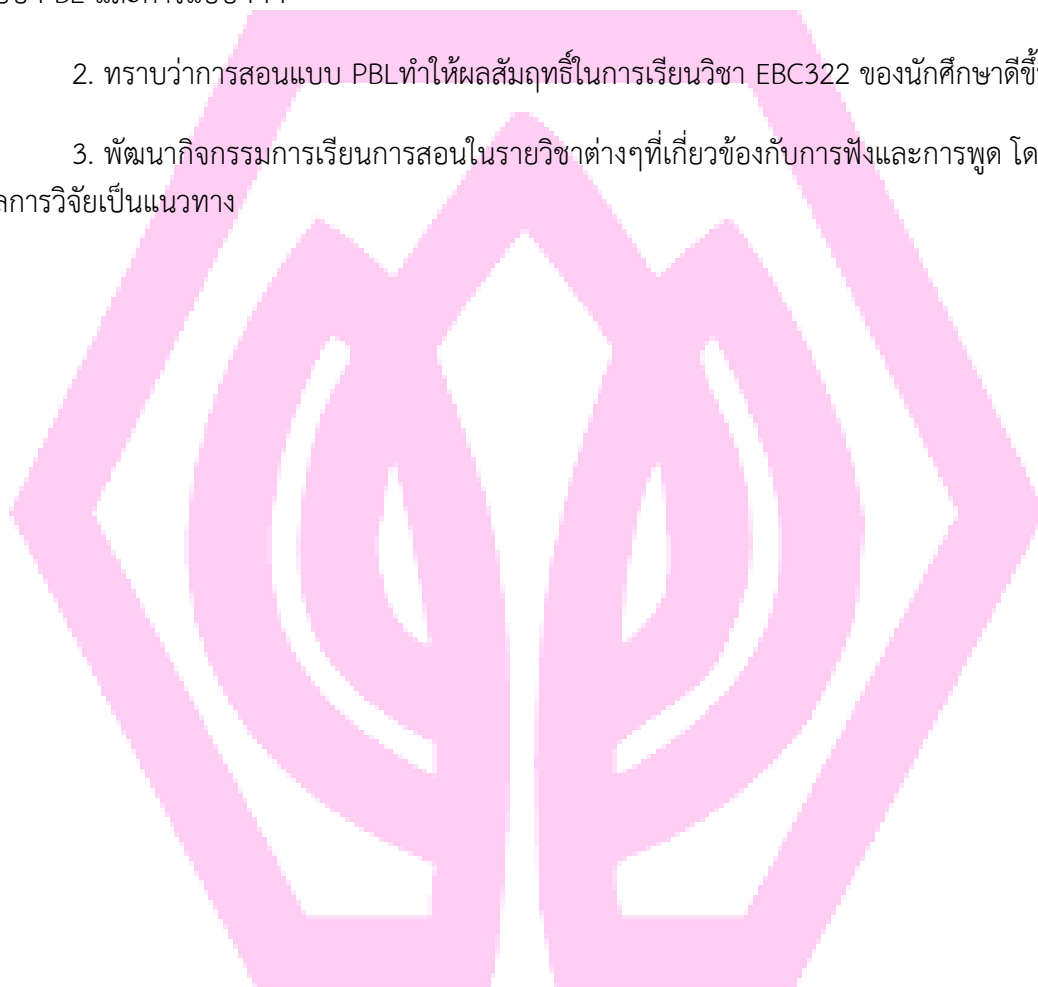 2. ทราบว่าการสอนแบบ PBLทำให้ผลสัมฤทธิ์ในการเรียนวิชา EBC322 ของนักศึกษาดีขึ้
3. พัฒนากิจกรรมการเรียนการสอนในรายวิชาต่างๆที่เกี่ยวข้องกับการฟังและการพูด โด
ลการวิจัยเป็นแนวทาง